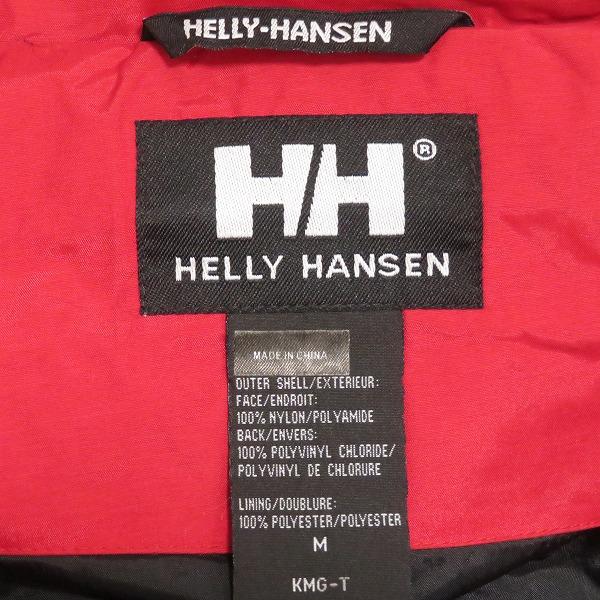 HELLY-HANSEN
HH®
HELLY HANSEN
MADE IN CHINA
OUTER SHELL/EXTERIEUR:
FACE/ENDROIT:
100% NYLON/POLYAMIDE
BACK/ENVERS:
100% POLYVINYL CHLORIDE/
POLYVINYL DE CHLORURE
LINING/DOUBLURE:
100% POLYESTER/POLYESTER
M
KMG-T